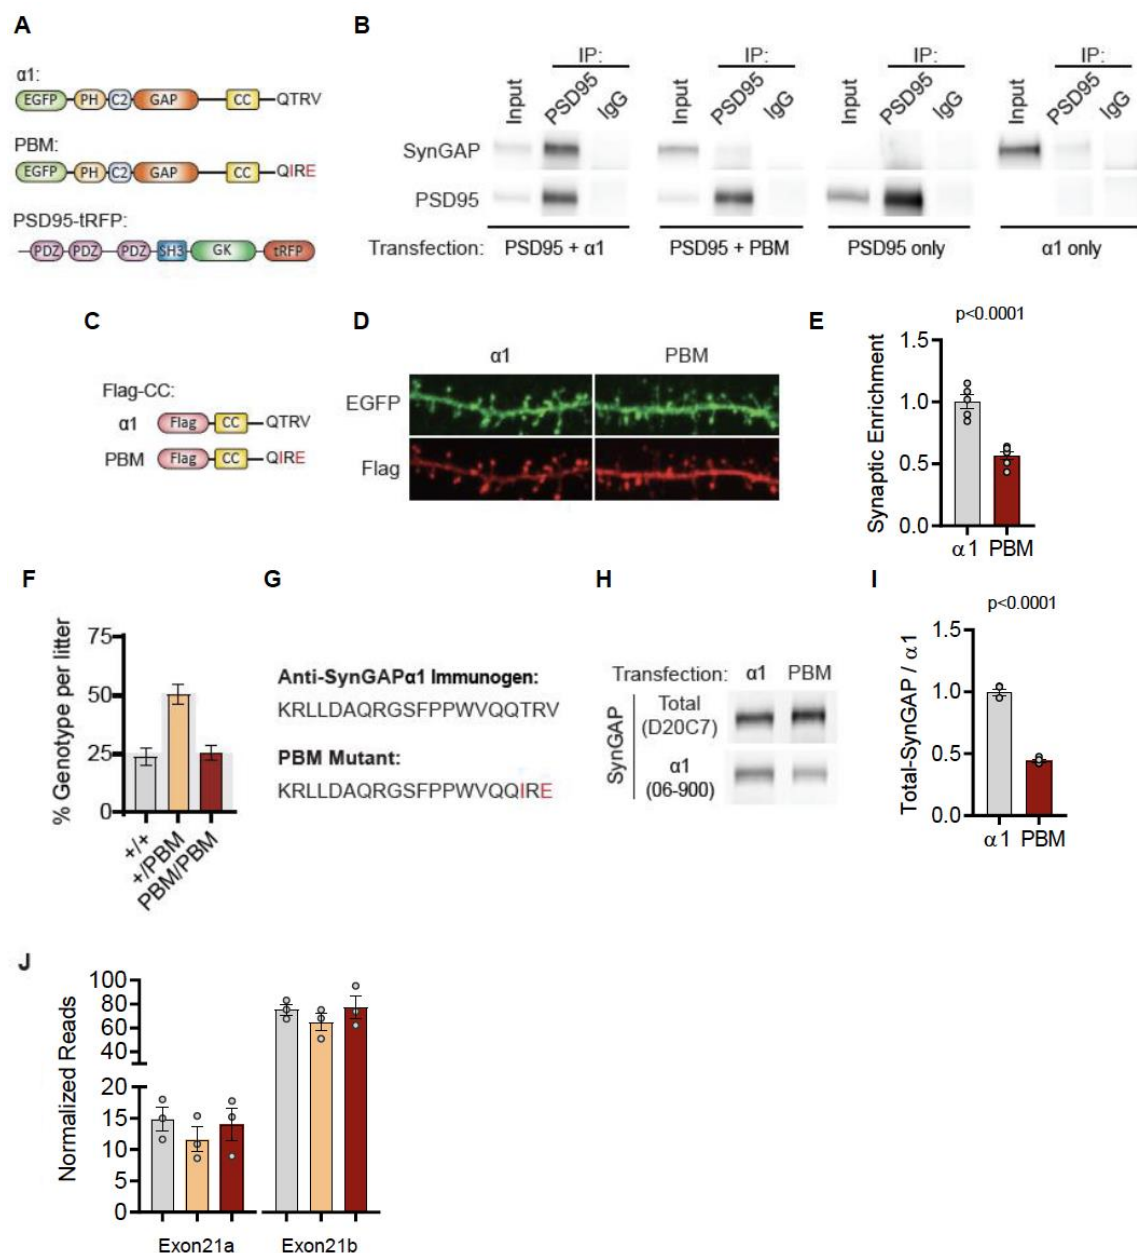 A
α1:
EGFP PH C2 GAP CC QTRV
PBM:
EGFP PH C2 GAP CC QIRE
PSD95-tRFP:
PDZ PDZ PDZ SH3 GK tRFP
B
IP: IP: IP: IP:
Input PSD95 IgG Input PSD95 IgG Input PSD95 IgG Input PSD95 IgG
SynGAP
PSD95
Transfection: PSD95 + α1 PSD95 + PBM PSD95 only α1 only
C
Flag-CC:
α1 Flag CC QTRV
PBM Flag CC QIRE
D
α1 PBM
EGFP
Flag
E
p<0.0001
Synaptic Enrichment
1.5
1.0
0.5
0.0
α1 PBM
F
% Genotype per litter
75
50
25
0
+/+
+/PBM
PBM/PBM
G
Anti-SynGAPα1 Immunogen:
KRLLDAQRGSFPPWVQQTRV
PBM Mutant:
KRLLDAQRGSFPPWVQQIRE
H
Transfection: α1 PBM
SynGAP
Total
(D20C7)
α1
(06-900)
I
p<0.0001
Total-SynGAP / α1
1.5
1.0
0.5
0.0
α1 PBM
J
Normalized Reads
100
80
60
40
20
15
10
5
0
Exon21a Exon21b